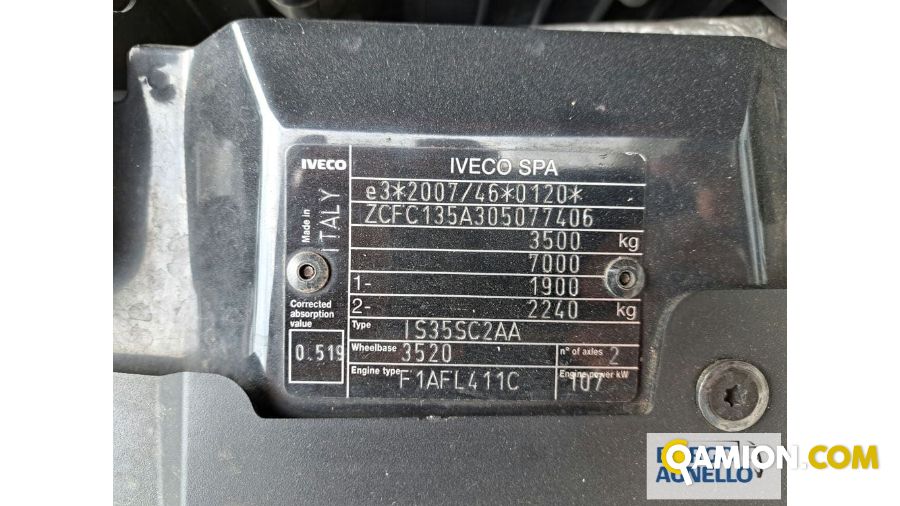 IVECO
IVECO SPA
Made in
ITALY
e3*2007/46*0120*
ZCFC135A305077406
3500 kg
7000
1- 1900
2- 2240 kg
Corrected
absorption
value
0.519
Type IS35SC2AA
Wheelbase 3520 n° of axles 2
Engine type F1AFL411C Engine power kW 107
QAMION.COM
AGNELLO